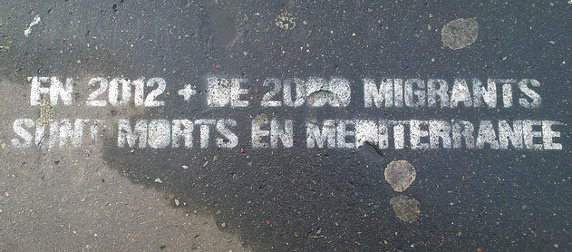 EN 2012 + DE 2000 MIGRANTS
SONT MORTS EN MEDITERRANEE